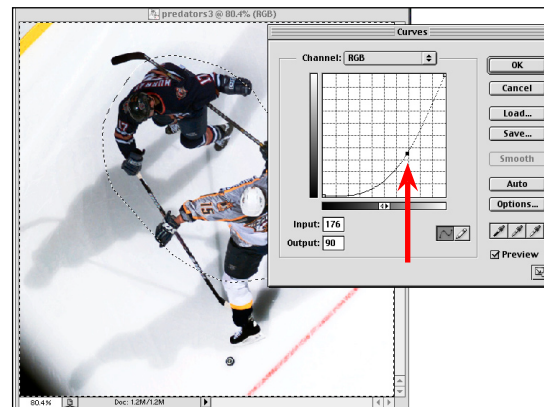 predators3 @ 80.4% (RGB)
Curves
Channel: RGB
OK
Cancel
Load...
Save...
Smooth
Auto
Options...
Input: 176
Output: 90
Preview
80.4%
Doc: 1.2M/1.2M